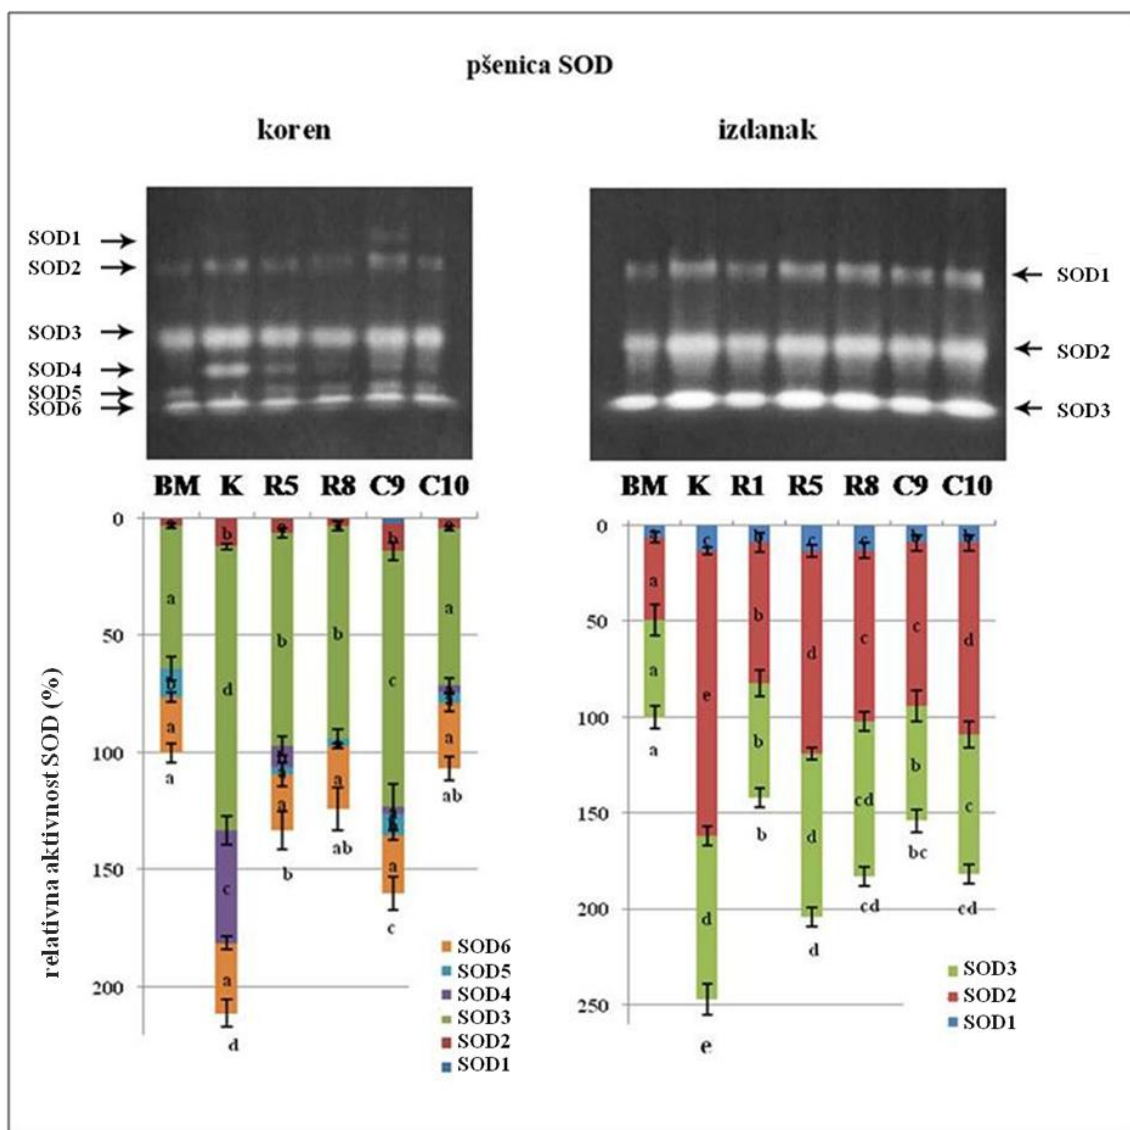 pšenica SOD
koren
izdanak
SOD1
SOD2
SOD3
SOD4
SOD5
SOD6
SOD1
SOD2
SOD3
BM K R5 R8 C9 C10
BM K R1 R5 R8 C9 C10
relativna aktivnost SOD (%)
0
50
100
150
200
b b
a d b b c a
b c
a a a a a a
a d b ab c ab
SOD6
SOD5
SOD4
SOD3
SOD2
SOD1
0
50
100
150
200
250
a c b c c b b
a e b d c c d
a d b d cd b c
a e b d cd bc cd
SOD3
SOD2
SOD1